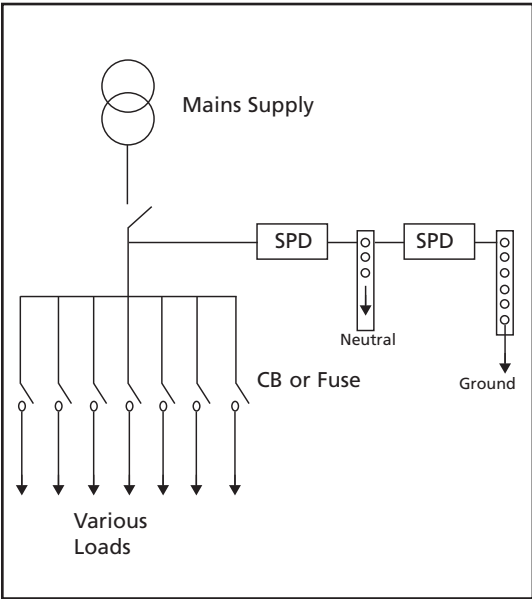 Mains Supply
SPD
SPD
Neutral
Ground
CB or Fuse
Various
Loads